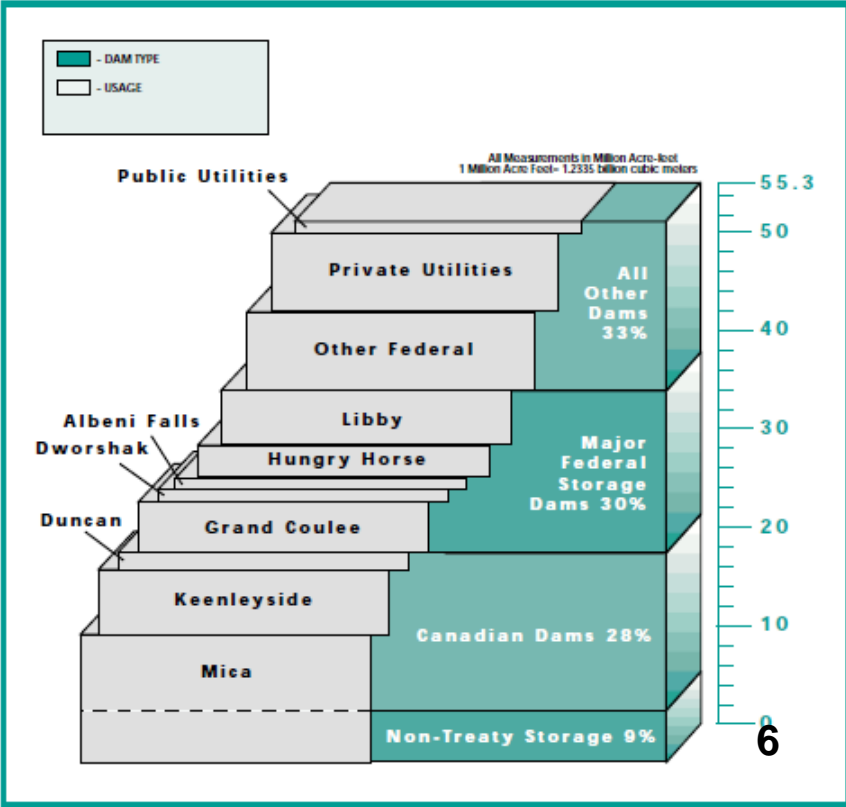 - DAM TYPE
- USAGE
All Measurements in Million Acre-feet
1 Million Acre Feet= 1.2335 billion cubic meters
Public Utilities
55.3
50
Private Utilities
All
Other
Dams
33%
40
Other Federal
Albeni Falls
Libby
30
Dworshak
Hungry Horse
Major
Federal
Storage
Dams 30%
Duncan
Grand Coulee
20
Keenleyside
Canadian Dams 28%
10
Mica
Non-Treaty Storage 9%
0
6